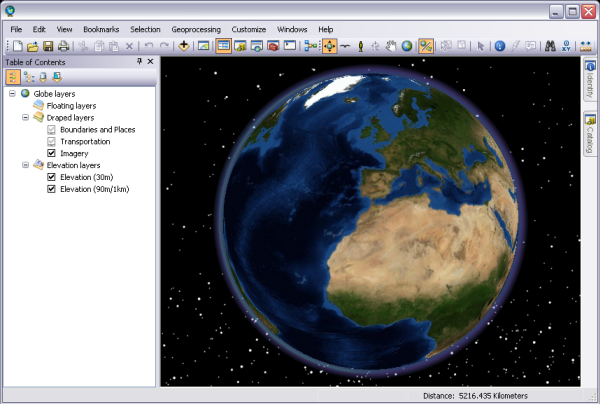 File Edit View Bookmarks Selection Geoprocessing Customize Windows Help
Table of Contents
Globe layers
Floating layers
Draped layers
Boundaries and Places
Transportation
Imagery
Elevation layers
Elevation (30m)
Elevation (90m/1km)
Identify
Catalog
Distance: 5216.435 Kilometers